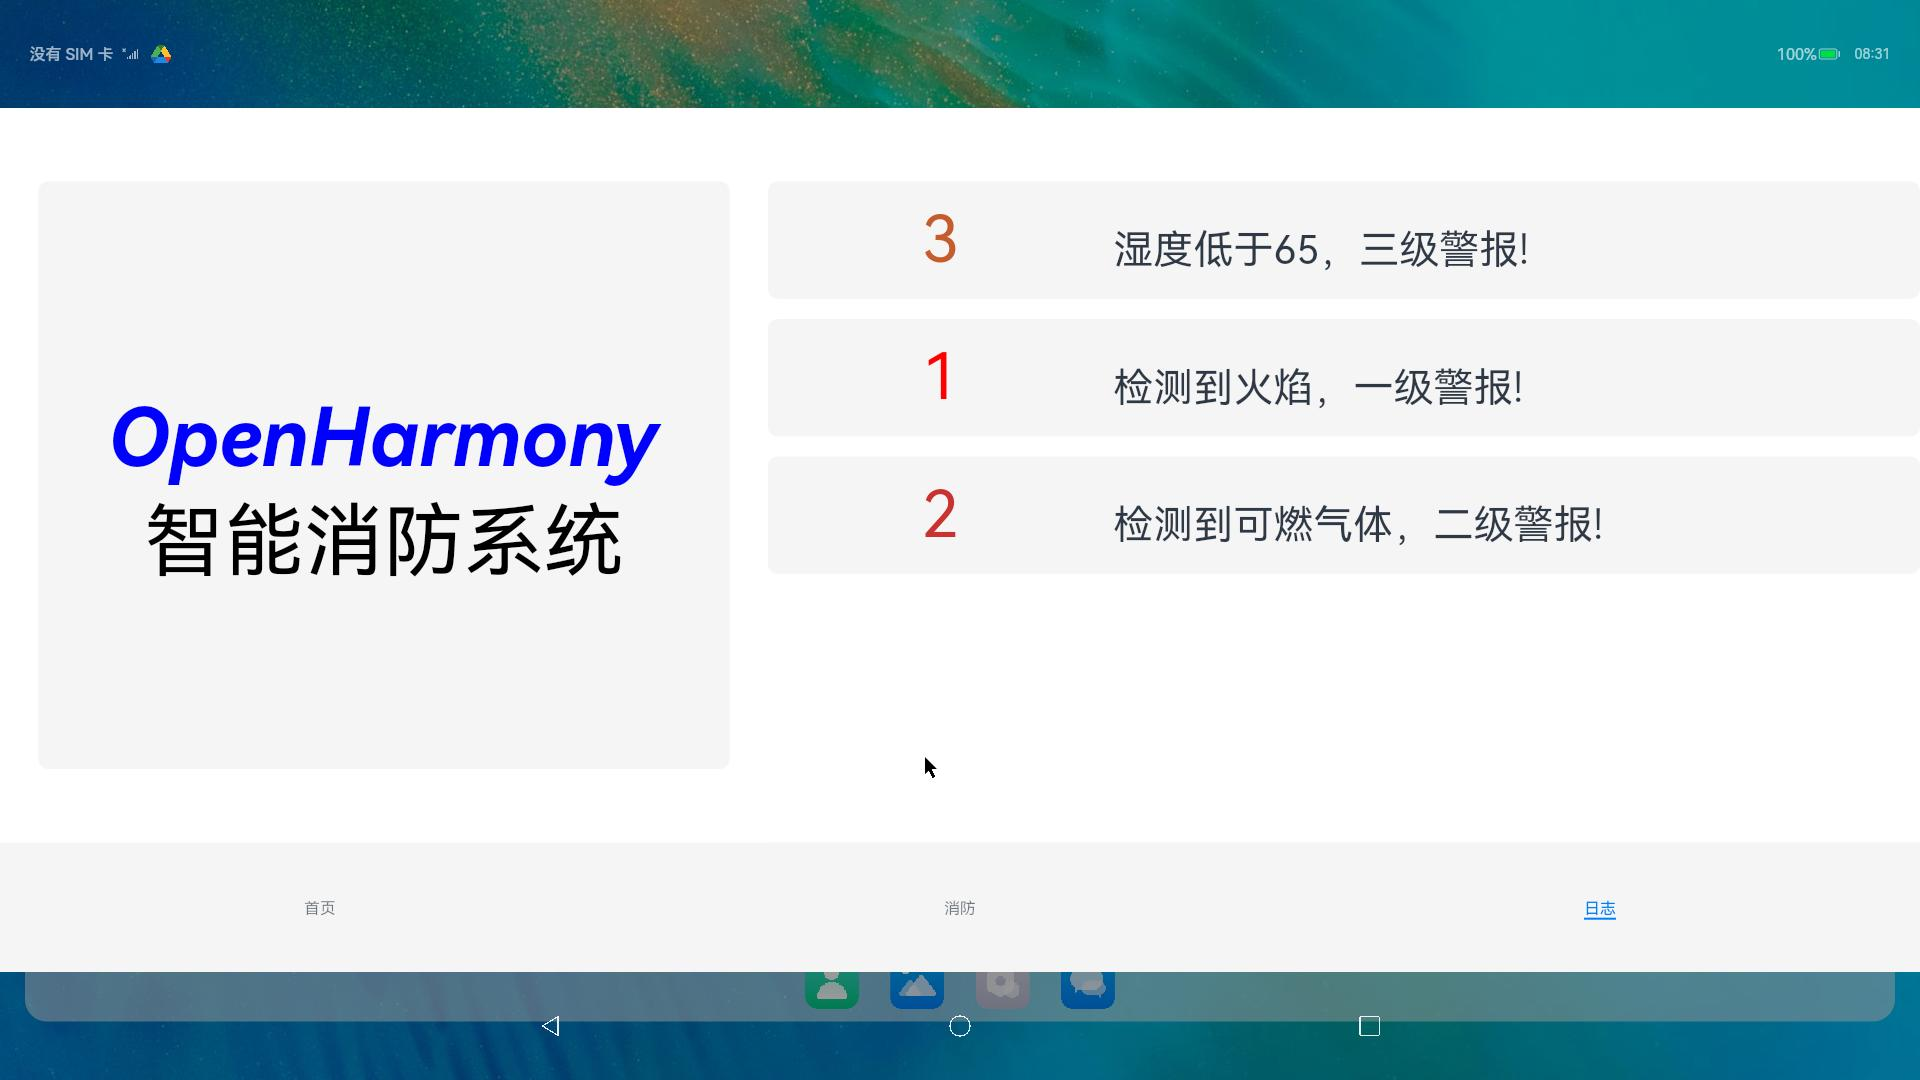 没有 SIM 卡
100%
08:31
OpenHarmony
智能消防系统
3
湿度低于65，三级警报!
1
检测到火焰，一级警报!
2
检测到可燃气体，二级警报!
首页
消防
日志